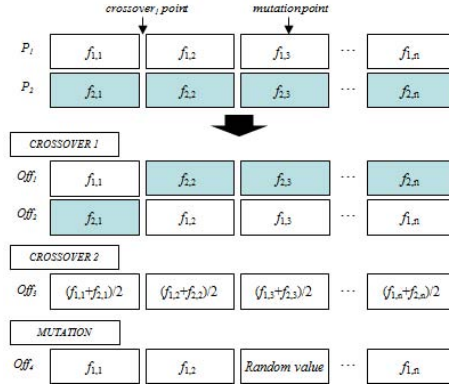 crossover₁ point mutation point
P₁ f₁,₁ f₁,₂ f₁,₃ ... f₁,ₙ
P₂ f₂,₁ f₂,₂ f₂,₃ ... f₂,ₙ
CROSSOVER 1
Off₁ f₁,₁ f₂,₂ f₂,₃ ... f₂,ₙ
Off₂ f₂,₁ f₁,₂ f₁,₃ ... f₁,ₙ
CROSSOVER 2
Off₃ (f₁,₁+f₂,₁)/2 (f₁,₂+f₂,₂)/2 (f₁,₃+f₂,₃)/2 ... (f₁,ₙ+f₂,ₙ)/2
MUTATION
Off₄ f₁,₁ f₁,₂ Random value ... f₁,ₙ